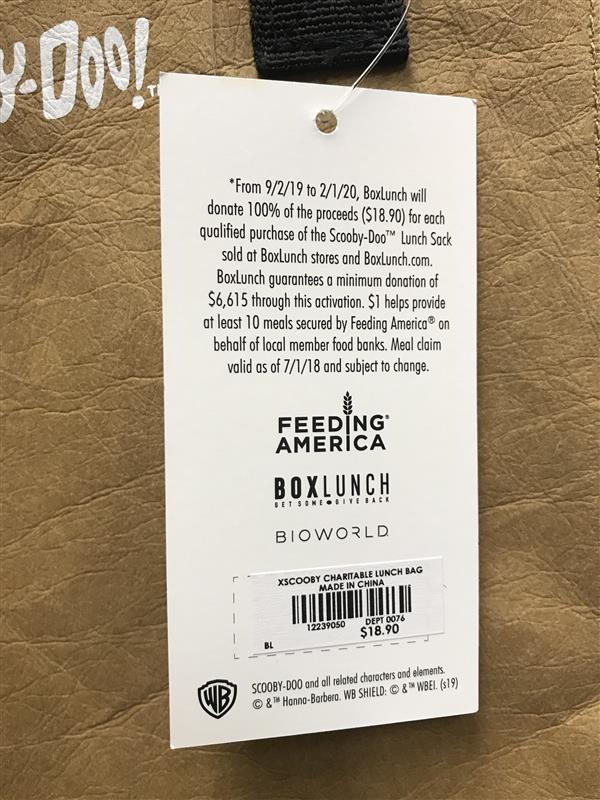 y-Doo!
*From 9/2/19 to 2/1/20, BoxLunch will
donate 100% of the proceeds ($18.90) for each
qualified purchase of the Scooby-Doo™ Lunch Sack
sold at BoxLunch stores and BoxLunch.com.
BoxLunch guarantees a minimum donation of
$6,615 through this activation. $1 helps provide
at least 10 meals secured by Feeding America® on
behalf of local member food banks. Meal claim
valid as of 7/1/18 and subject to change.
FEEDING®
AMERICA
BOXLUNCH
GET SOME • GIVE BACK
BIOWORLD
XSCOOBY CHARITABLE LUNCH BAG
MADE IN CHINA
12239050 DEPT 0076
BL $18.90
WB
SCOOBY-DOO and all related characters and elements.
© &™ Hanna-Barbera. WB SHIELD: © &™ WBEI. (s19)